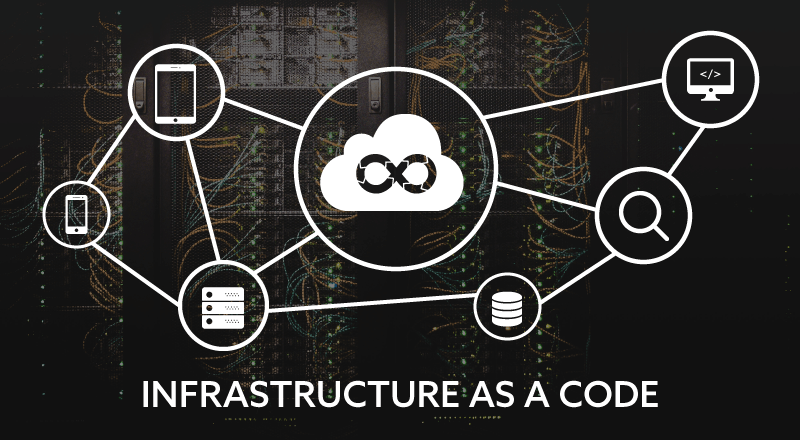 </>
INFRASTRUCTURE AS A CODE